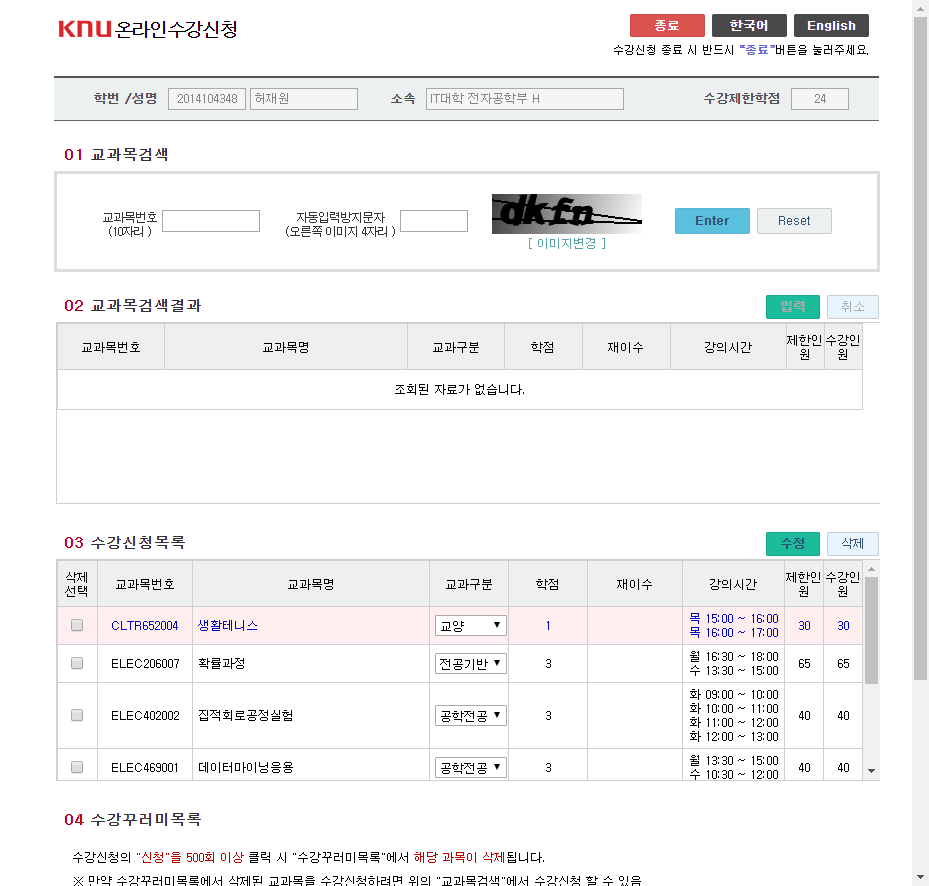 KNU 온라인수강신청
종료 한국어 English
수강신청 종료 시 반드시 "종료"버튼을 눌러주세요.
학번 /성명 2014104348 허재원 소속 IT대학 전자공학부 H 수강제한학점 24
01 교과목검색
교과목번호
(10자리 )
자동입력방지문자
(오른쪽 이미지 4자리 )
dkfn
[ 이미지변경 ]
Enter Reset
02 교과목검색결과
입력 취소
교과목번호 교과목명 교과구분 학점 재이수 강의시간 제한인원 수강인원
조회된 자료가 없습니다.
03 수강신청목록
수정 삭제
삭제선택 교과목번호 교과목명 교과구분 학점 재이수 강의시간 제한인원 수강인원
CLTR652004 생활테니스 교양 1 목 15:00 ~ 16:00 30 30
목 16:00 ~ 17:00
ELEC206007 확률과정 전공기반 3 월 16:30 ~ 18:00 65 65
수 13:30 ~ 15:00
ELEC402002 집적회로공정실험 공학전공 3 화 09:00 ~ 10:00 40 40
화 10:00 ~ 11:00
화 11:00 ~ 12:00
화 12:00 ~ 13:00
ELEC469001 데이터마이닝응용 공학전공 3 월 13:30 ~ 15:00 40 40
수 10:30 ~ 12:00
04 수강꾸러미목록
수강신청의 "신청"을 500회 이상 클릭 시 "수강꾸러미목록"에서 해당 과목이 삭제됩니다.
※ 만약 수강꾸러미목록에서 삭제된 교과목을 수강신청하려면 위의 "교과목검색"에서 수강신청 할 수 있음